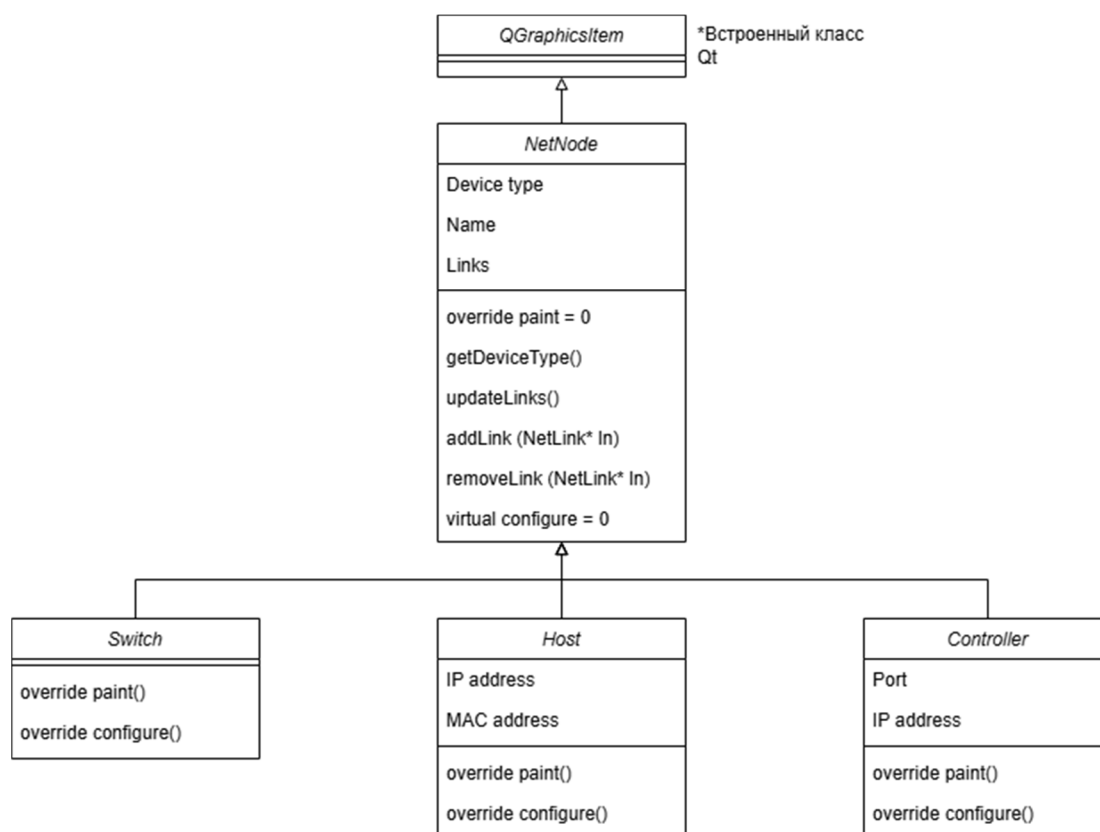 QGraphicsItem
*Встроенный класс
Qt
NetNode
Device type
Name
Links
override paint = 0
getDeviceType()
updateLinks()
addLink (NetLink* ln)
removeLink (NetLink* ln)
virtual configure = 0
Switch
override paint()
override configure()
Host
IP address
MAC address
override paint()
override configure()
Controller
Port
IP address
override paint()
override configure()